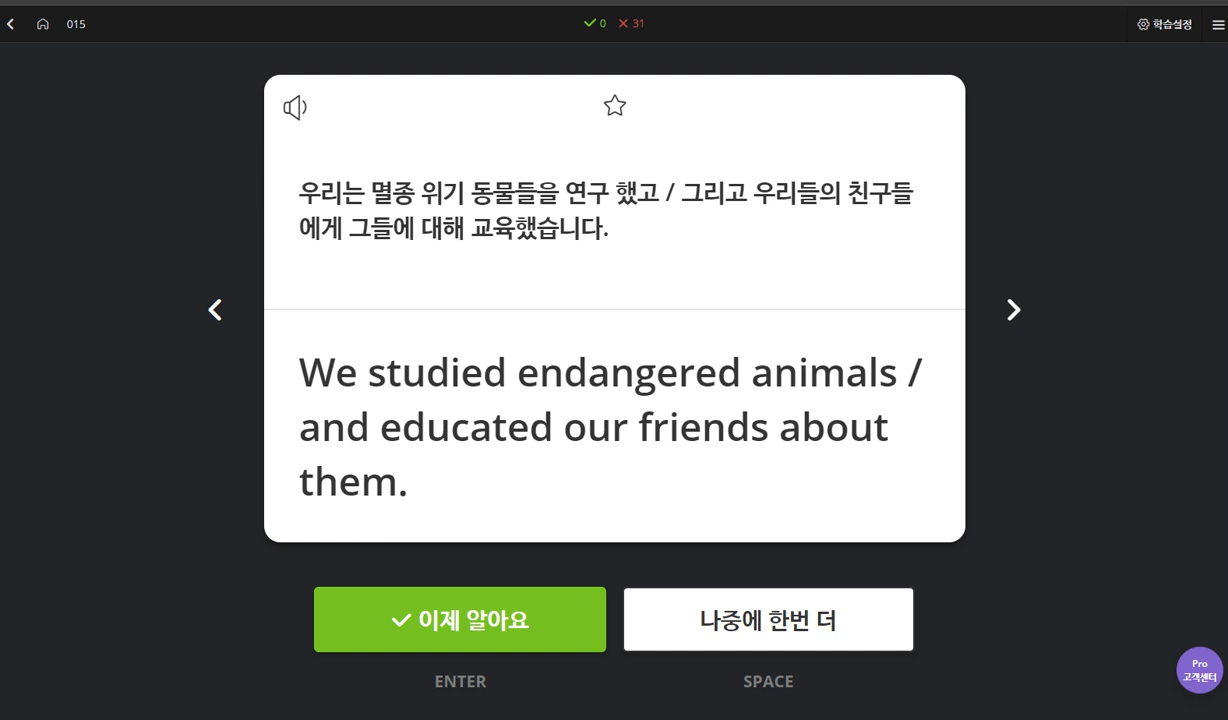 015
0
31
학습설정
우리는 멸종 위기 동물들을 연구 했고 / 그리고 우리들의 친구들
에게 그들에 대해 교육했습니다.
We studied endangered animals /
and educated our friends about
them.
이제 알아요
나중에 한번 더
ENTER
SPACE
Pro
고객센터